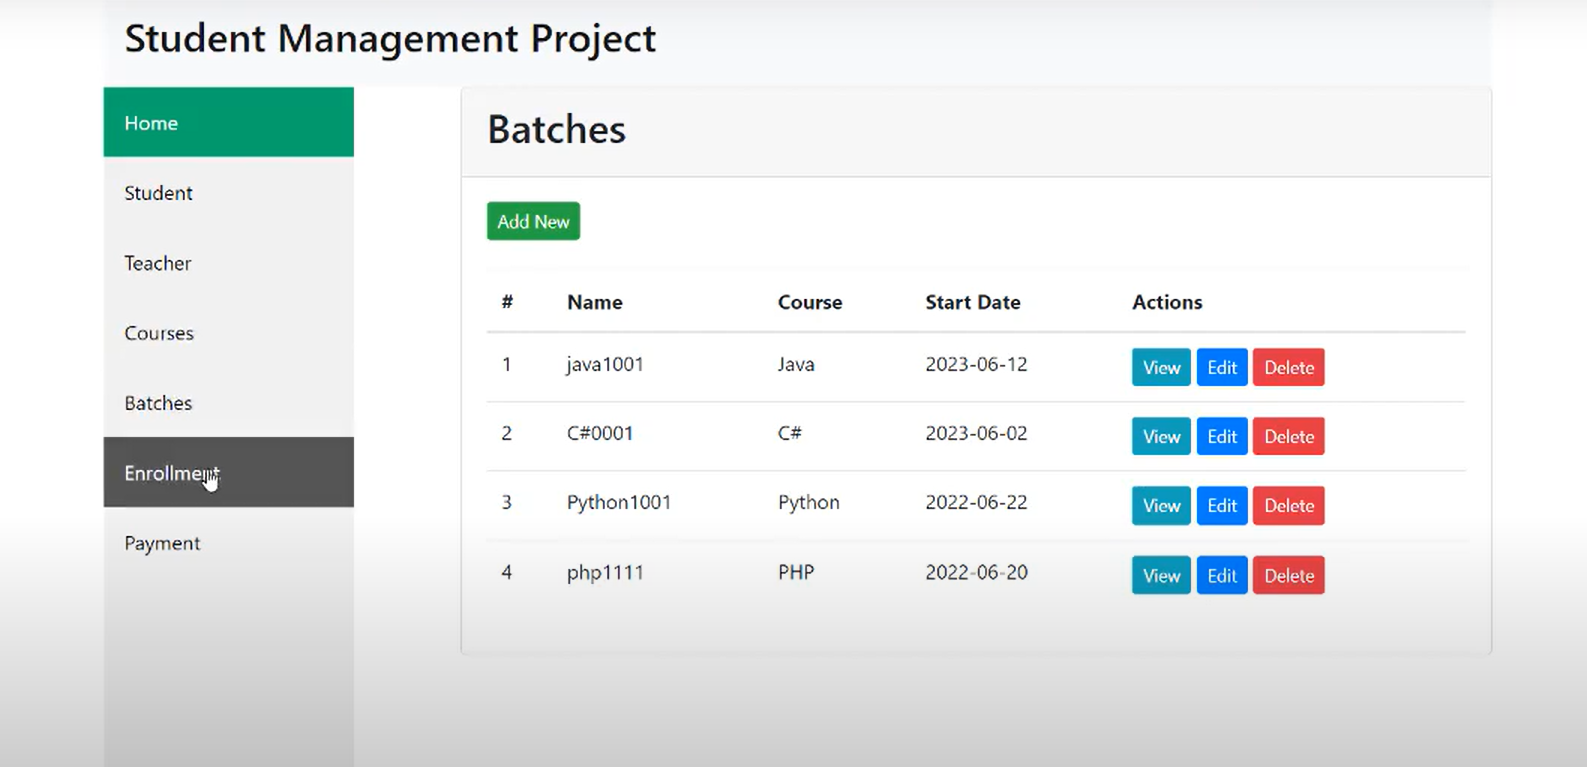 Student Management Project
Home
Student
Teacher
Courses
Batches
Enrollment
Payment
Batches
Add New
# Name Course Start Date Actions
1 java1001 Java 2023-06-12 View Edit Delete
2 C#0001 C# 2023-06-02 View Edit Delete
3 Python1001 Python 2022-06-22 View Edit Delete
4 php1111 PHP 2022-06-20 View Edit Delete